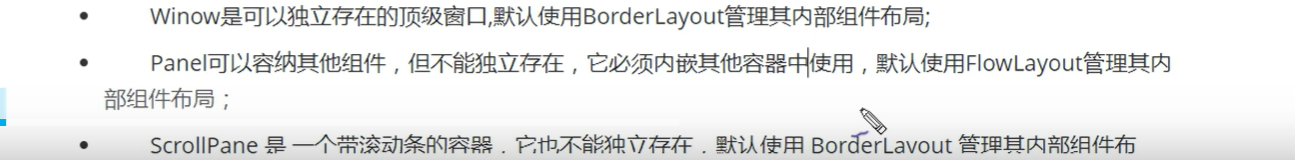 • Winow是可以独立存在的顶级窗口,默认使用BorderLayout管理其内部组件布局;
• Panel可以容纳其他组件，但不能独立存在，它必须内嵌其他容器中使用，默认使用FlowLayout管理其内
部组件布局；
• ScrollPane 是 一个带滚动条的容器，它也不能独立存在，默认使用 BorderLayout 管理其内部组件布